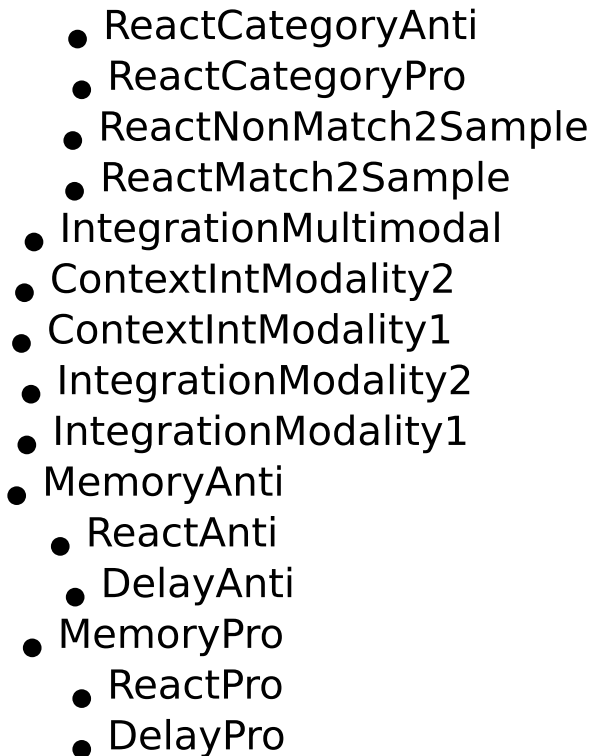 ReactCategoryAnti
ReactCategoryPro
ReactNonMatch2Sample
ReactMatch2Sample
IntegrationMultimodal
ContextIntModality2
ContextIntModality1
IntegrationModality2
IntegrationModality1
MemoryAnti
ReactAnti
DelayAnti
MemoryPro
ReactPro
DelayPro